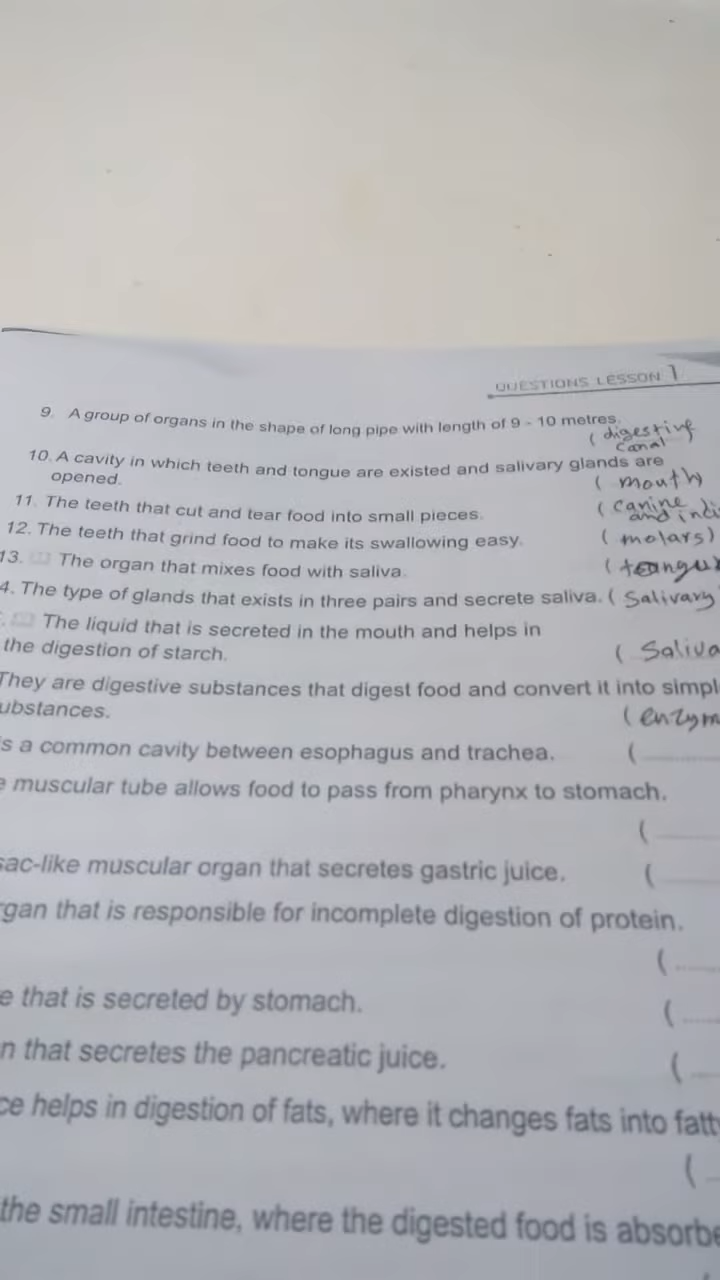 QUESTIONS LESSON 1
9. A group of organs in the shape of long pipe with length of 9 - 10 metres.
( digestive
canal
10. A cavity in which teeth and tongue are existed and salivary glands are
opened.
( mouth)
11. The teeth that cut and tear food into small pieces.
( canine
and inci
12. The teeth that grind food to make its swallowing easy.
( molars)
13. The organ that mixes food with saliva.
4. The type of glands that exists in three pairs and secrete saliva. ( Salivary
The liquid that is secreted in the mouth and helps in
the digestion of starch.
( Saliva
They are digestive substances that digest food and convert it into simpl
ubstances.
( enzym
s a common cavity between esophagus and trachea. (
e muscular tube allows food to pass from pharynx to stomach.
(
sac-like muscular organ that secretes gastric juice. (
rgan that is responsible for incomplete digestion of protein.
(
e that is secreted by stomach. (
n that secretes the pancreatic juice. (
ce helps in digestion of fats, where it changes fats into fatt
(
the small intestine, where the digested food is absorbe